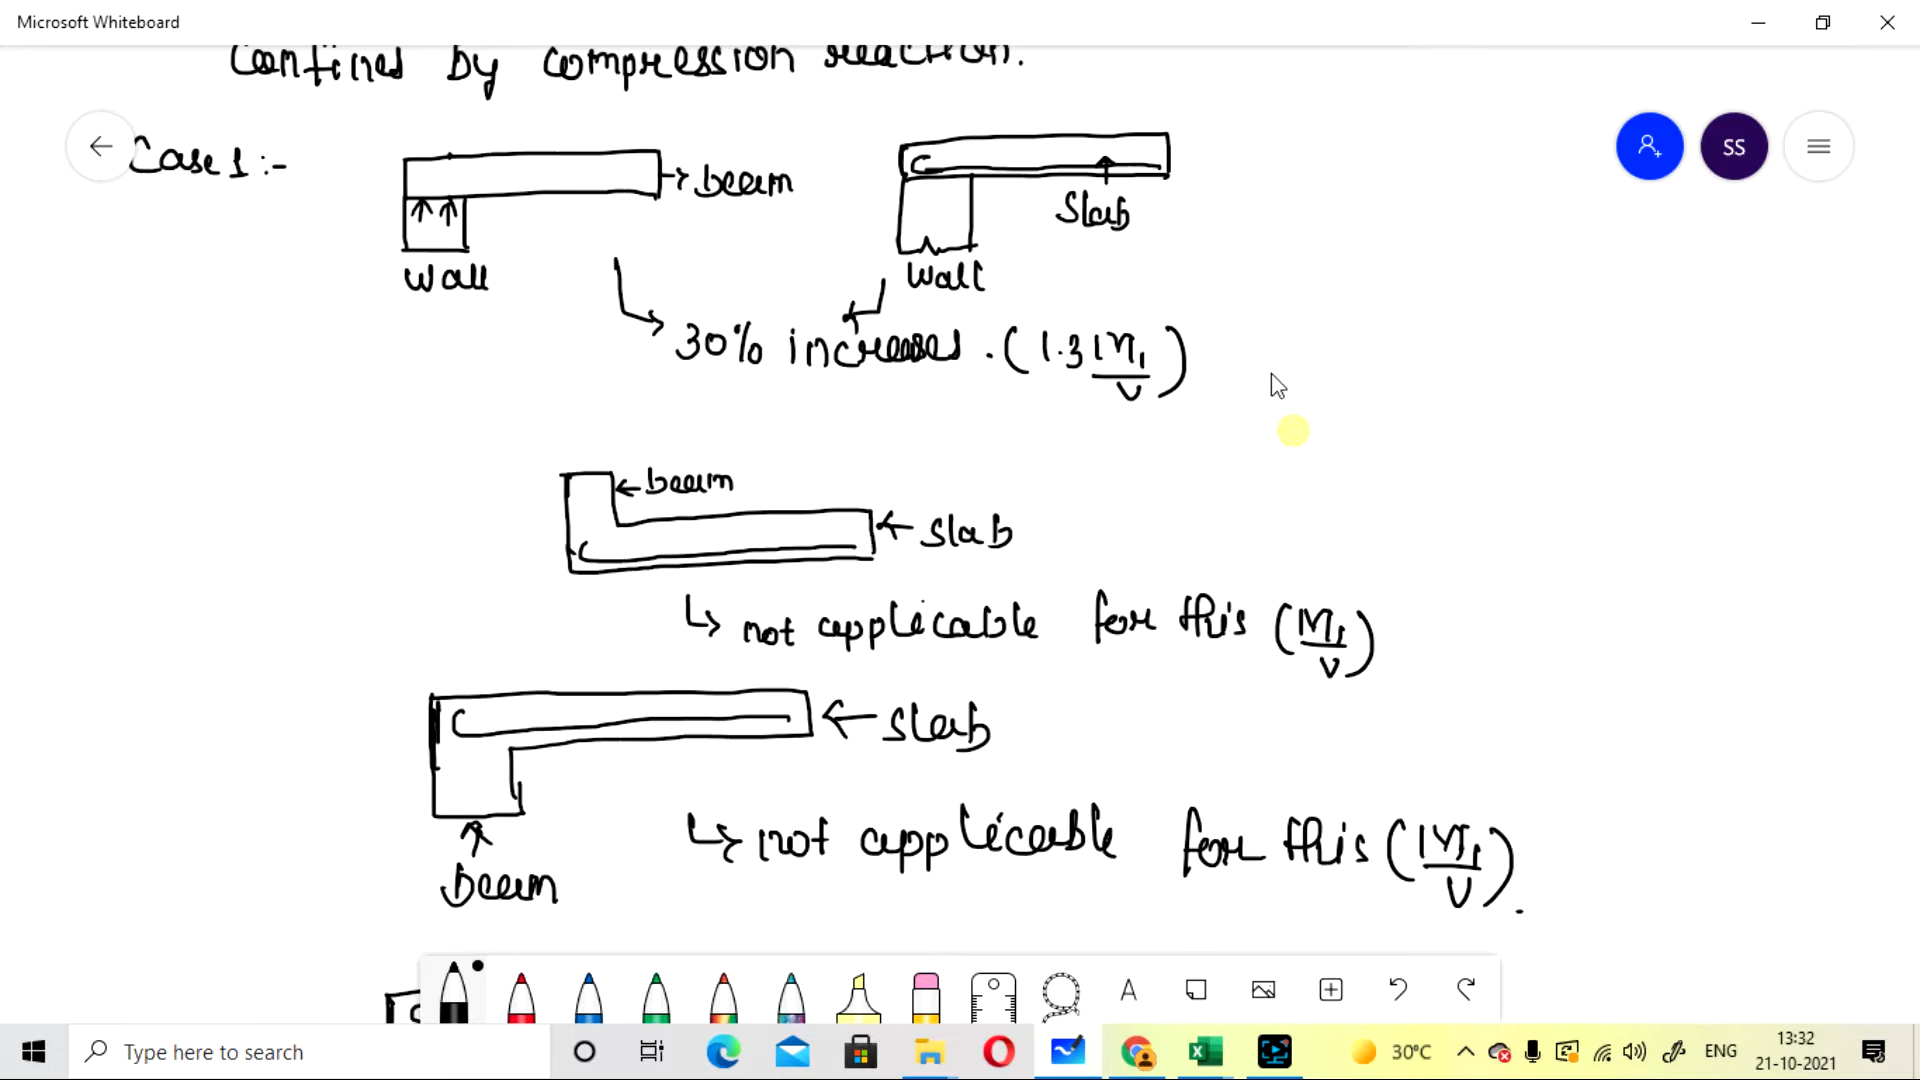 Microsoft Whiteboard
Confined by compression reaction.
Case 1 :-
beam
Slab
Wall
Wall
30% increases. (1.3 M1/V)
beam
Slab
not applicable for this (M1/V)
Slab
not applicable for this (M1/V).
beam
SS
A
Type here to search
30°C
ENG
13:32
21-10-2021